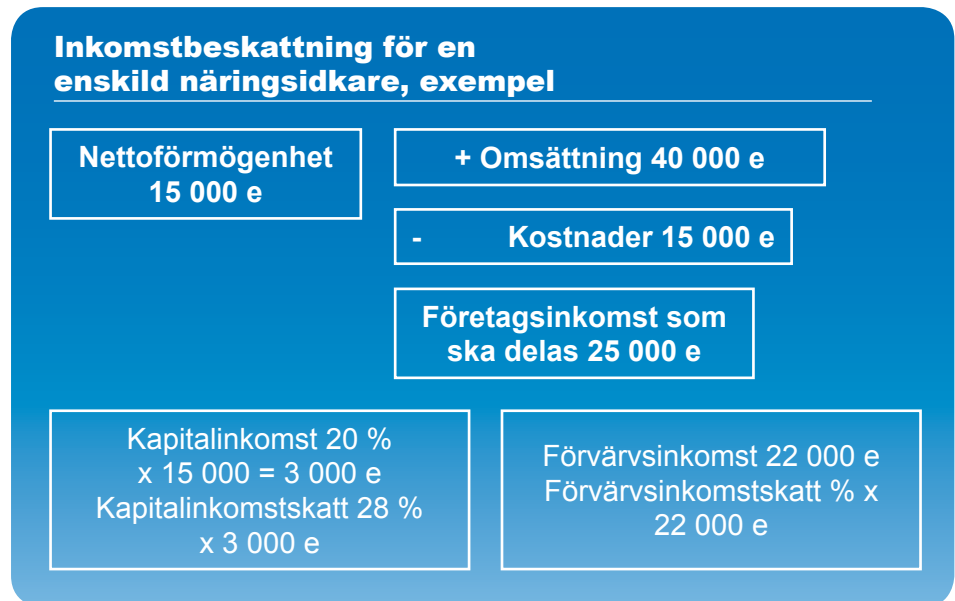 Inkomstbeskattning för en
enskild näringsidkare, exempel
Nettoförmögenhet
15 000 e
+ Omsättning 40 000 e
- Kostnader 15 000 e
Företagsinkomst som
ska delas 25 000 e
Kapitalinkomst 20 %
x 15 000 = 3 000 e
Kapitalinkomstskatt 28 %
x 3 000 e
Förvärvsinkomst 22 000 e
Förvärvsinkomstskatt % x
22 000 e